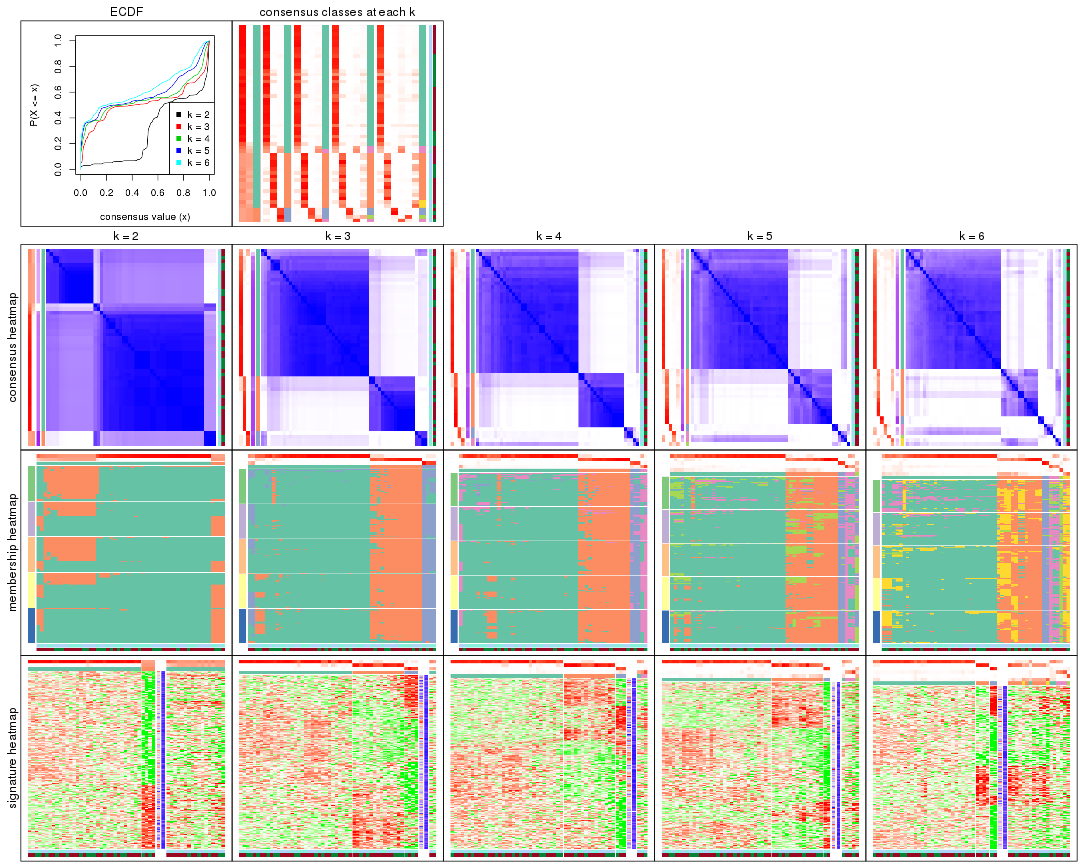 ECDF
consensus classes at each k
P(X <= x)
1.0
0.8
0.6
0.4
0.2
0.0
k = 2
k = 3
k = 4
k = 5
k = 6
0.0 0.2 0.4 0.6 0.8 1.0
consensus value (x)
k = 2
k = 3
k = 4
k = 5
k = 6
consensus heatmap
membership heatmap
signature heatmap